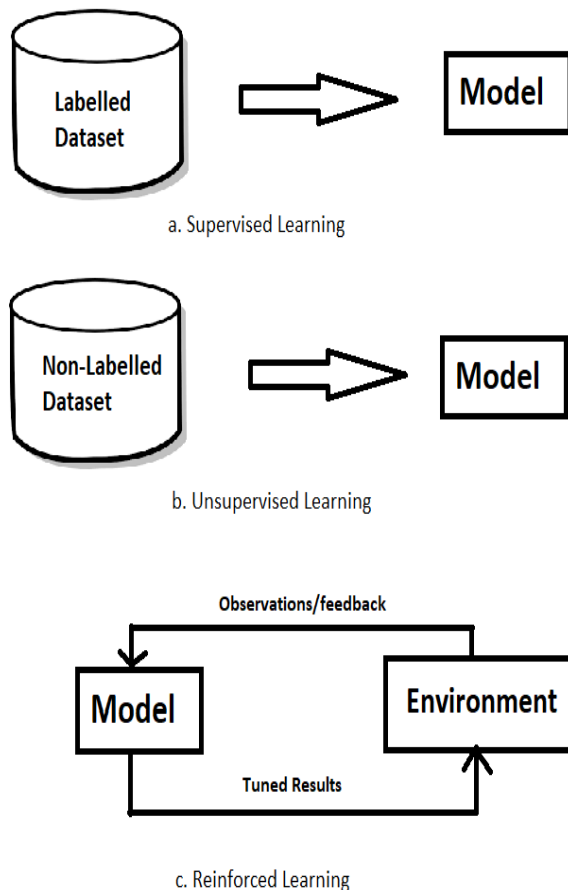 Labelled
Dataset
Model
a. Supervised Learning
Non-Labelled
Dataset
Model
b. Unsupervised Learning
Observations/feedback
Model
Environment
Tuned Results
c. Reinforced Learning